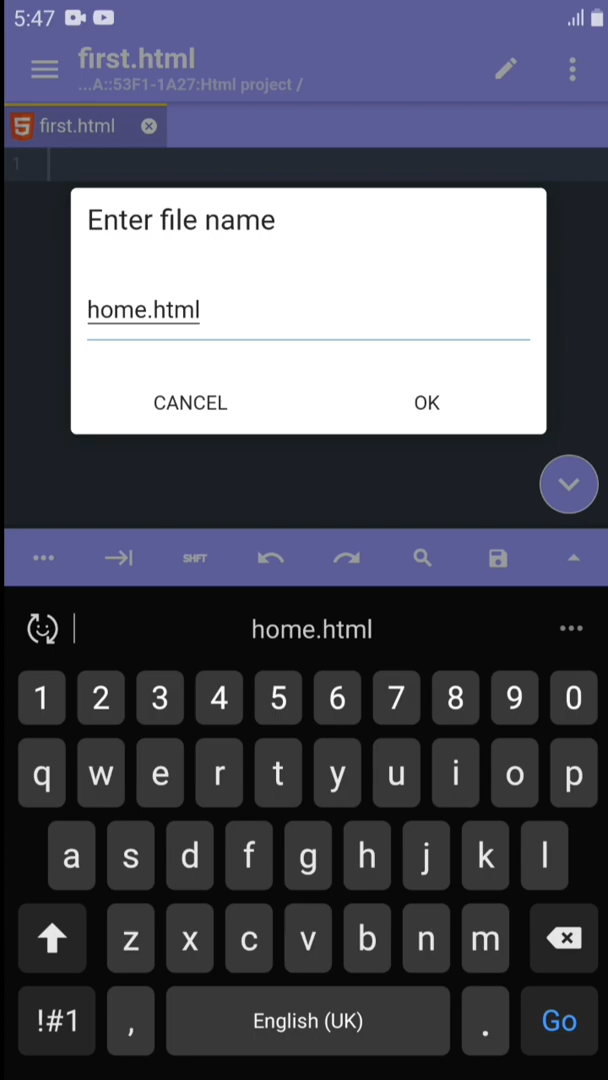 5:47
first.html
...A::53F1-1A27:Html project /
first.html
1
Enter file name
home.html
CANCEL OK
SHFT
home.html
1 2 3 4 5 6 7 8 9 0
q w e r t y u i o p
a s d f g h j k l
z x c v b n m
!#1 , English (UK) . Go